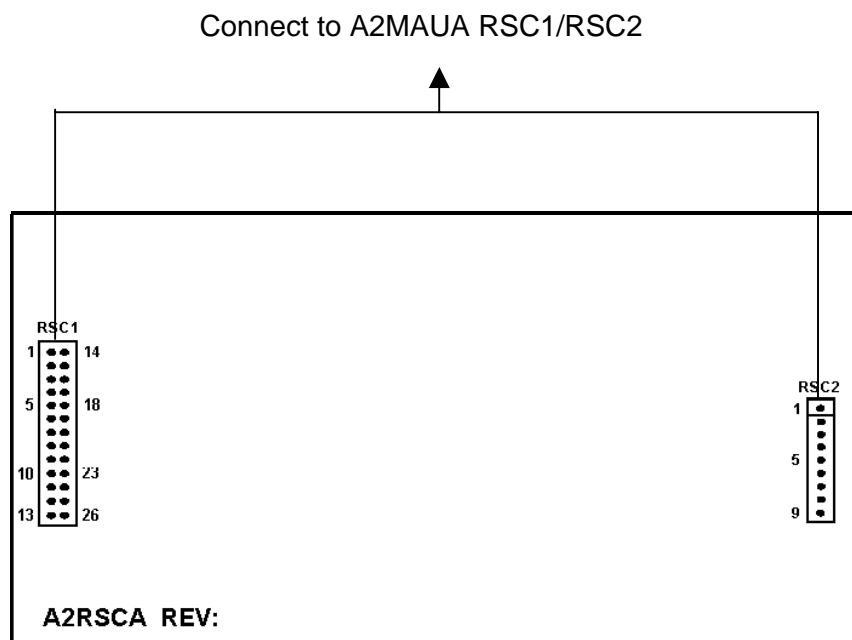 Connect to A2MAUA RSC1/RSC2
RSC1
1 14
5 18
10 23
13 26
RSC2
1
5
9
A2RSCA REV: